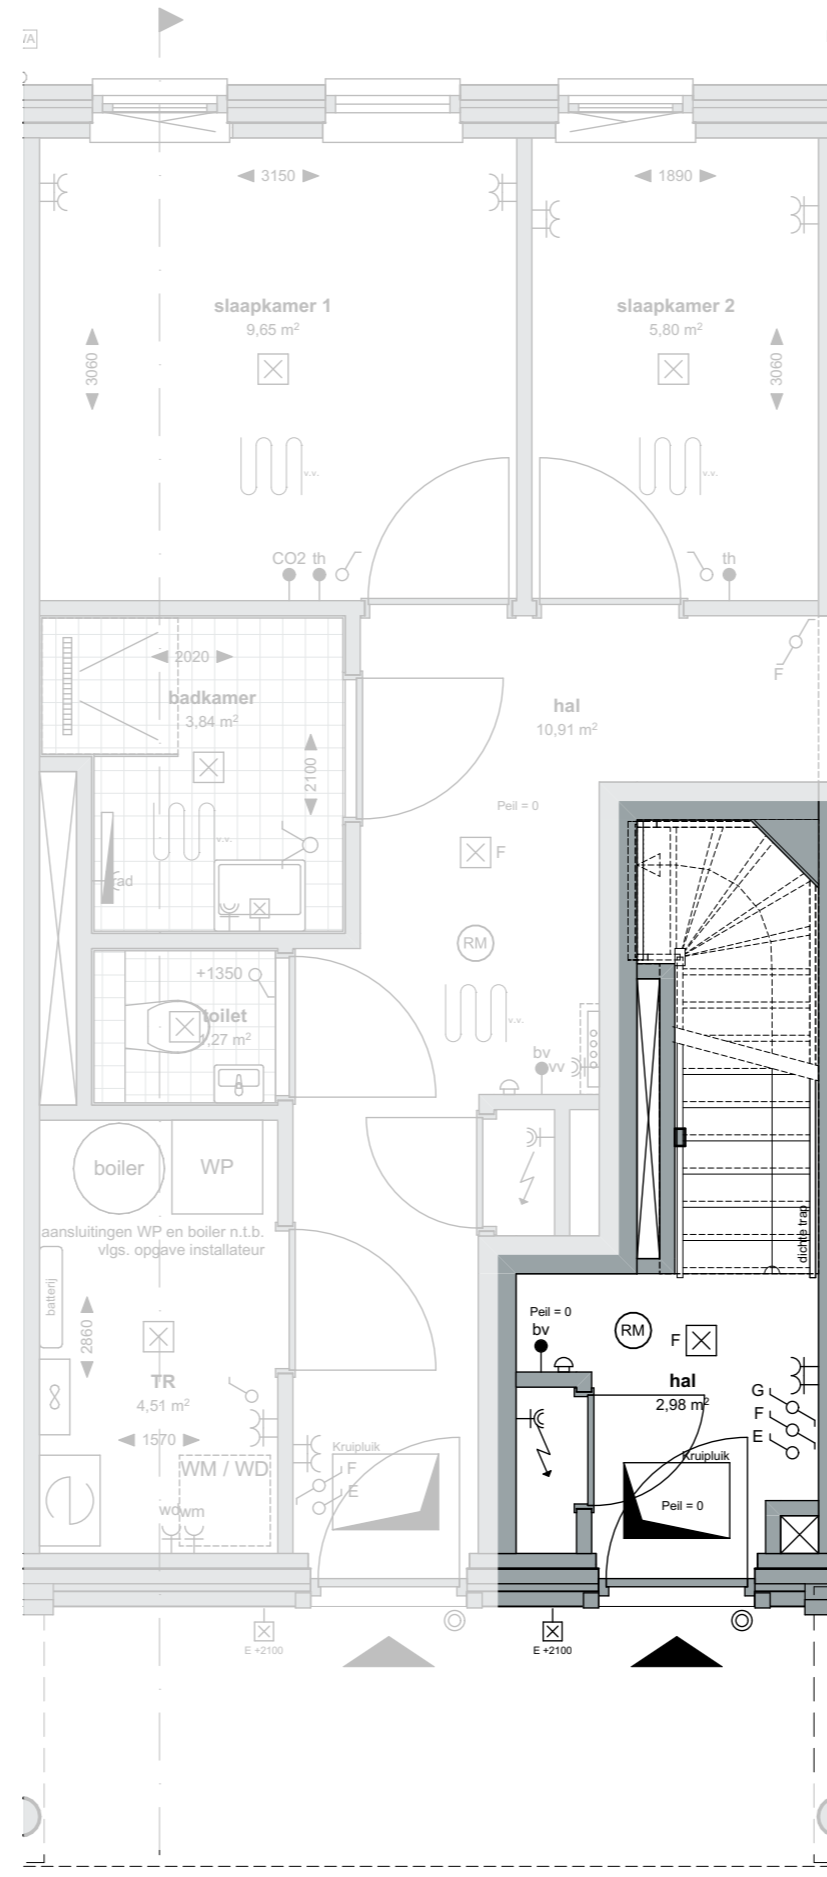 3150
1890
slaapkamer 1
9,65 m²
slaapkamer 2
5,80 m²
3060
3060
v.v.
v.v.
CO2 th
th
F
2020
badkamer
3,84 m²
hal
10,91 m²
2100
Peil = 0
v.v.
F
rad
RM
+1350
toilet
1,27 m²
v.v.
bv
vv
boiler
WP
aansluitingen WP en boiler n.t.b.
vlgs. opgave installateur
dichte trap
batterij
2860
Peil = 0
bv
RM
F
TR
4,51 m²
hal
2,98 m²
G
F
E
1570
Kruipluik
Kruipluik
WM / WD
F
E
Peil = 0
wd
wm
E +2100
E +2100